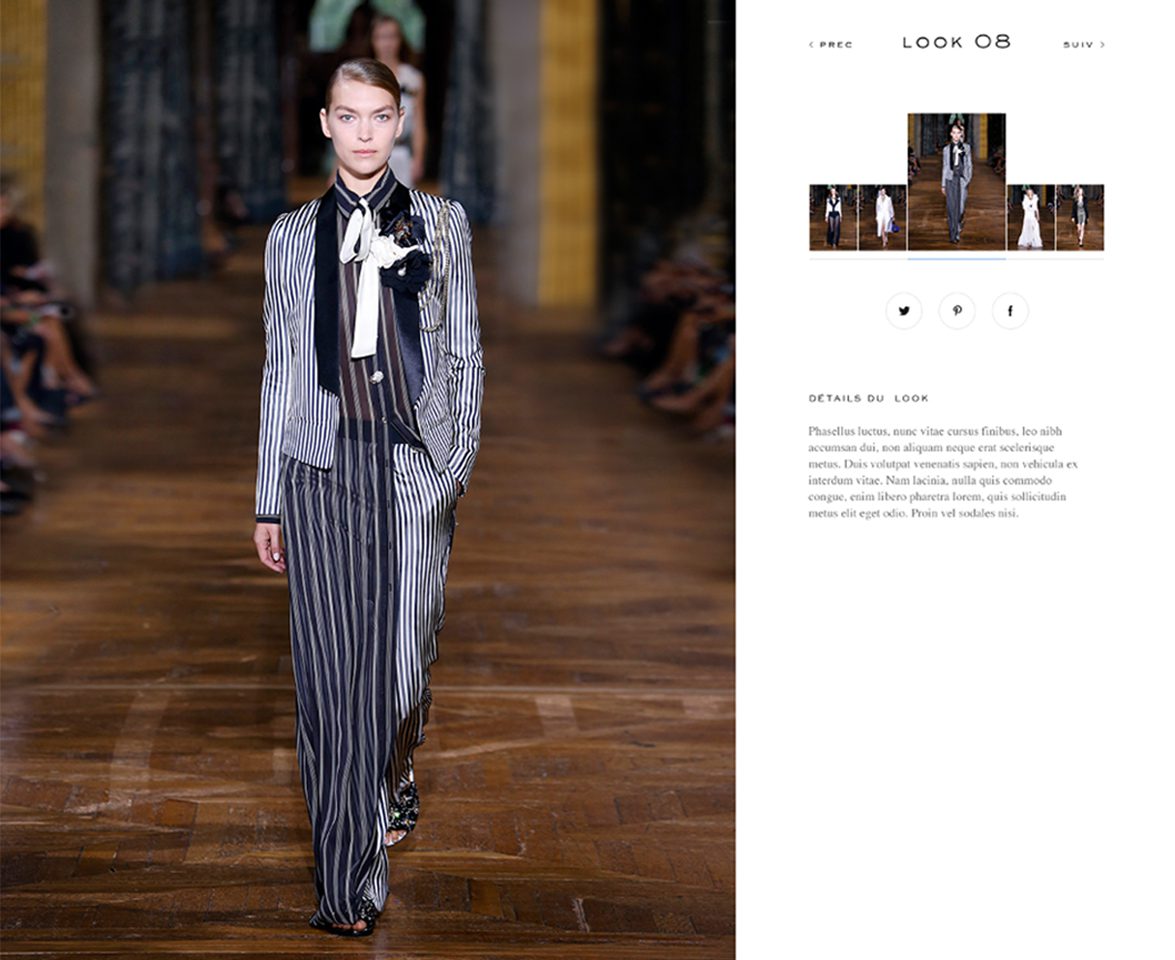 ‹ PREC LOOK 08 SUIV ›
DÉTAILS DU LOOK
Phasellus luctus, nunc vitae cursus finibus, leo nibh
accumsan dui, non aliquam neque erat scelerisque
metus. Duis volutpat venenatis sapien, non vehicula ex
interdum vitae. Nam lacinia, nulla quis commodo
congue, enim libero pharetra lorem, quis sollicitudin
metus elit eget odio. Proin vel sodales nisi.